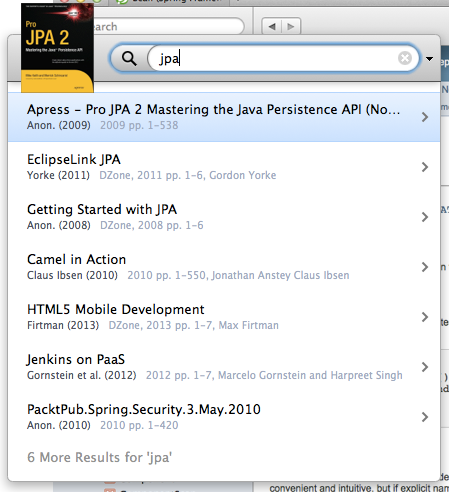 Pro
JPA 2
Mastering the Java™ Persistence API
jpa
Apress - Pro JPA 2 Mastering the Java Persistence API (No...
Anon. (2009) 2009 pp. 1-538
EclipseLink JPA
Yorke (2011) DZone, 2011 pp. 1-6, Gordon Yorke
Getting Started with JPA
Anon. (2008) DZone, 2008 pp. 1-6
Camel in Action
Claus Ibsen (2010) 2010 pp. 1-550, Jonathan Anstey Claus Ibsen
HTML5 Mobile Development
Firtman (2013) DZone, 2013 pp. 1-7, Max Firtman
Jenkins on PaaS
Gornstein et al. (2012) 2012 pp. 1-7, Marcelo Gornstein and Harpreet Singh
PacktPub.Spring.Security.3.May.2010
Anon. (2010) 2010 pp. 1-420
6 More Results for 'jpa'
convenient and intuitive, but if explicit nam